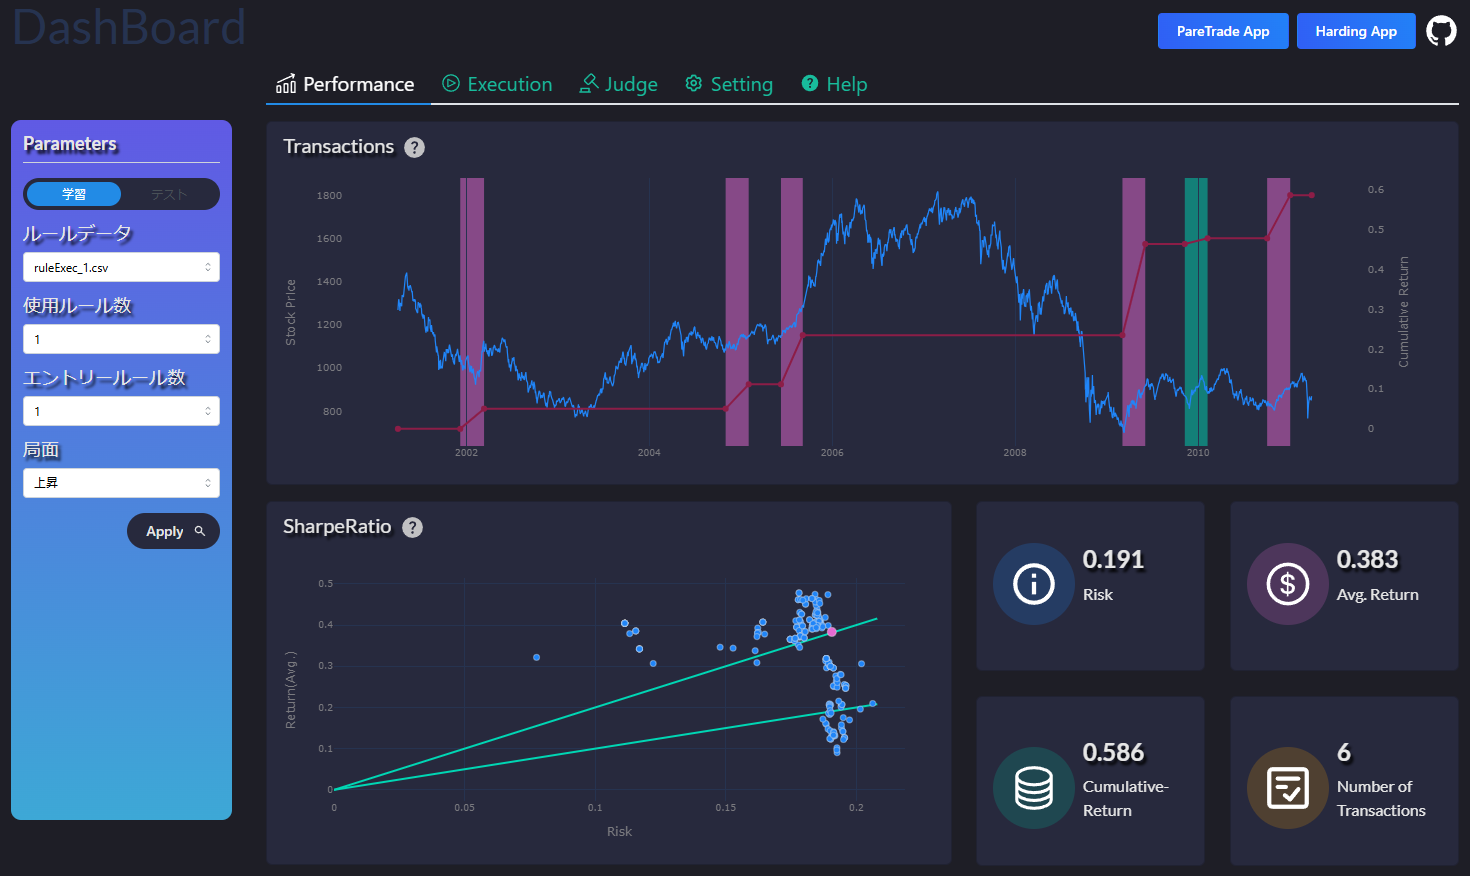 DashBoard
PareTrade App
Harding App
Performance
Execution
Judge
Setting
Help
Parameters
学習
テスト
ルールデータ
ruleExec_1.csv
使用ルール数
1
エントリールール数
1
局面
上昇
Apply
Transactions ?
1800
1600
1400
1200
1000
800
Stock Price
0.6
0.5
0.4
0.3
0.2
0.1
0
Cumulative Return
2002
2004
2006
2008
2010
SharpeRatio ?
0.5
0.4
0.3
0.2
0.1
0
Return(Avg.)
0
0.05
0.1
0.15
0.2
Risk
0.191
Risk
0.383
Avg. Return
0.586
Cumulative-
Return
6
Number of
Transactions